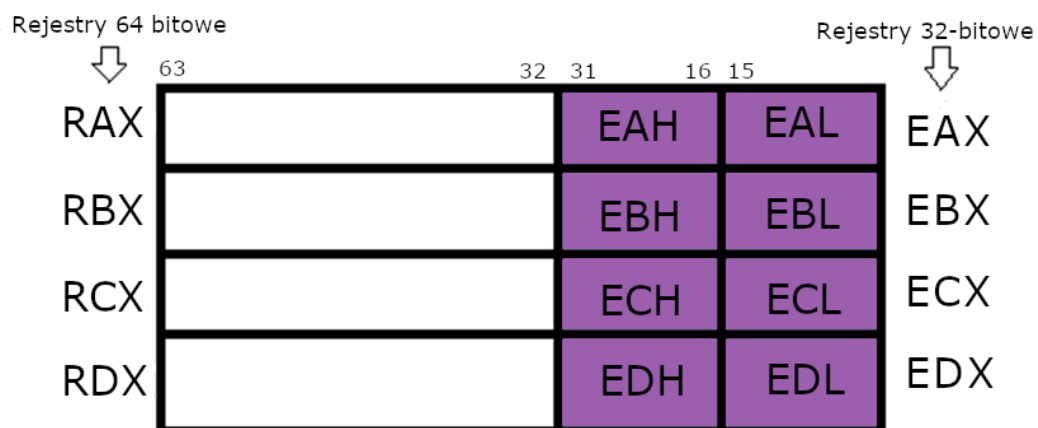 Rejestry 64 bitowe
Rejestry 32-bitowe
63 32 31 16 15
RAX EAH EAL EAX
RBX EBH EBL EBX
RCX ECH ECL ECX
RDX EDH EDL EDX